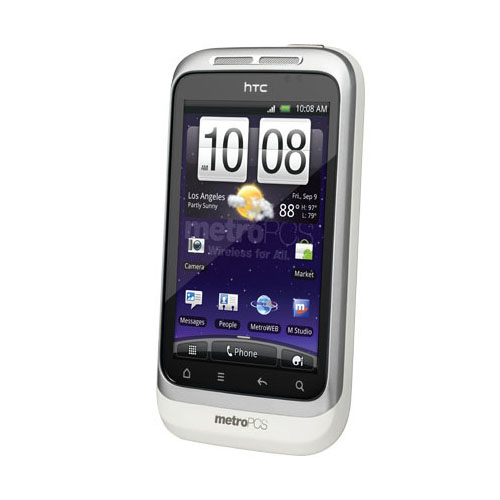 hTC
10:08 AM
10 08
AM
Los Angeles
Partly Sunny
Fri, Sep 9
88° H: 97°
L: 79°
metroPCS
Wireless for All.
Camera
Market
Messages People MetroWEB M Studio
Phone
metroPCS